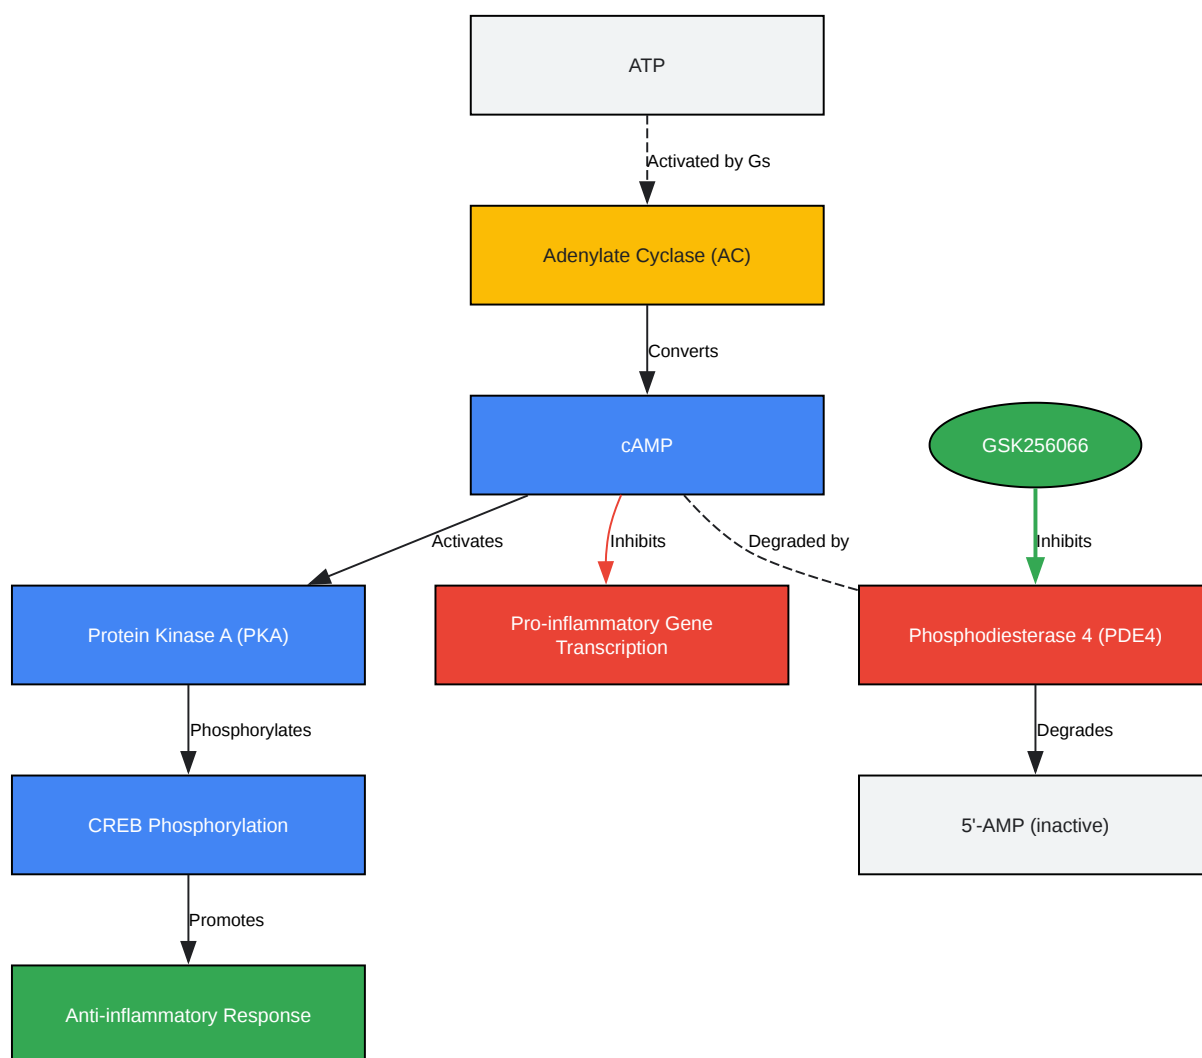 ATP
Activated by Gs
Adenylate Cyclase (AC)
Converts
cAMP
GSK256066
Activates
Inhibits
Degraded by
Inhibits
Protein Kinase A (PKA)
Pro-inflammatory Gene
Transcription
Phosphodiesterase 4 (PDE4)
Phosphorylates
Degrades
CREB Phosphorylation
5'-AMP (inactive)
Promotes
Anti-inflammatory Response